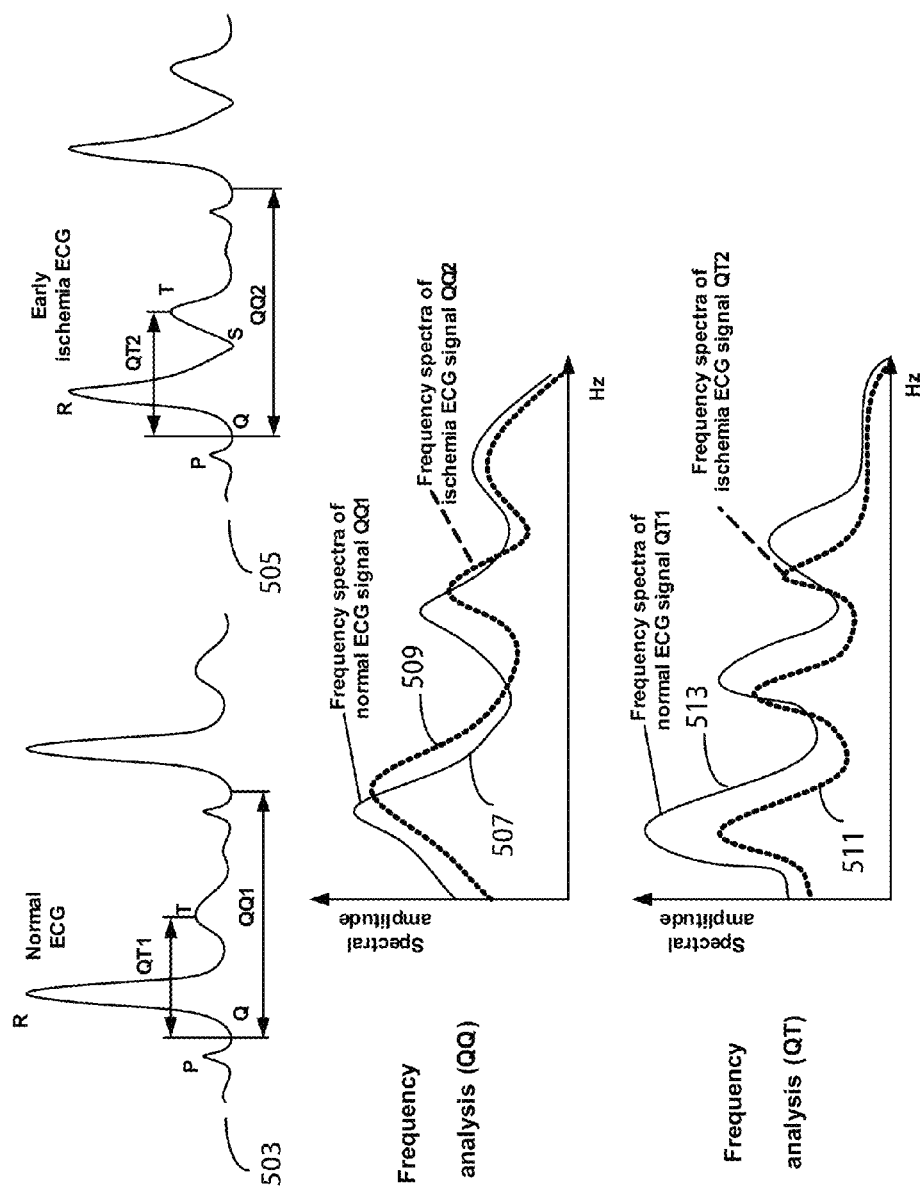 Normal
ECG
R
P
Q
T
QT1
QQ1
503
Early
ischemia ECG
R
P
Q
S
T
QT2
QQ2
505
Frequency
analysis (QQ)
Spectral
amplitude
Frequency spectra of
normal ECG signal QQ1
509
507
Frequency spectra of
ischemia ECG signal QQ2
Hz
Frequency
analysis (QT)
Spectral
amplitude
Frequency spectra of
normal ECG signal QT1
513
511
Frequency spectra of
ischemia ECG signal QT2
Hz